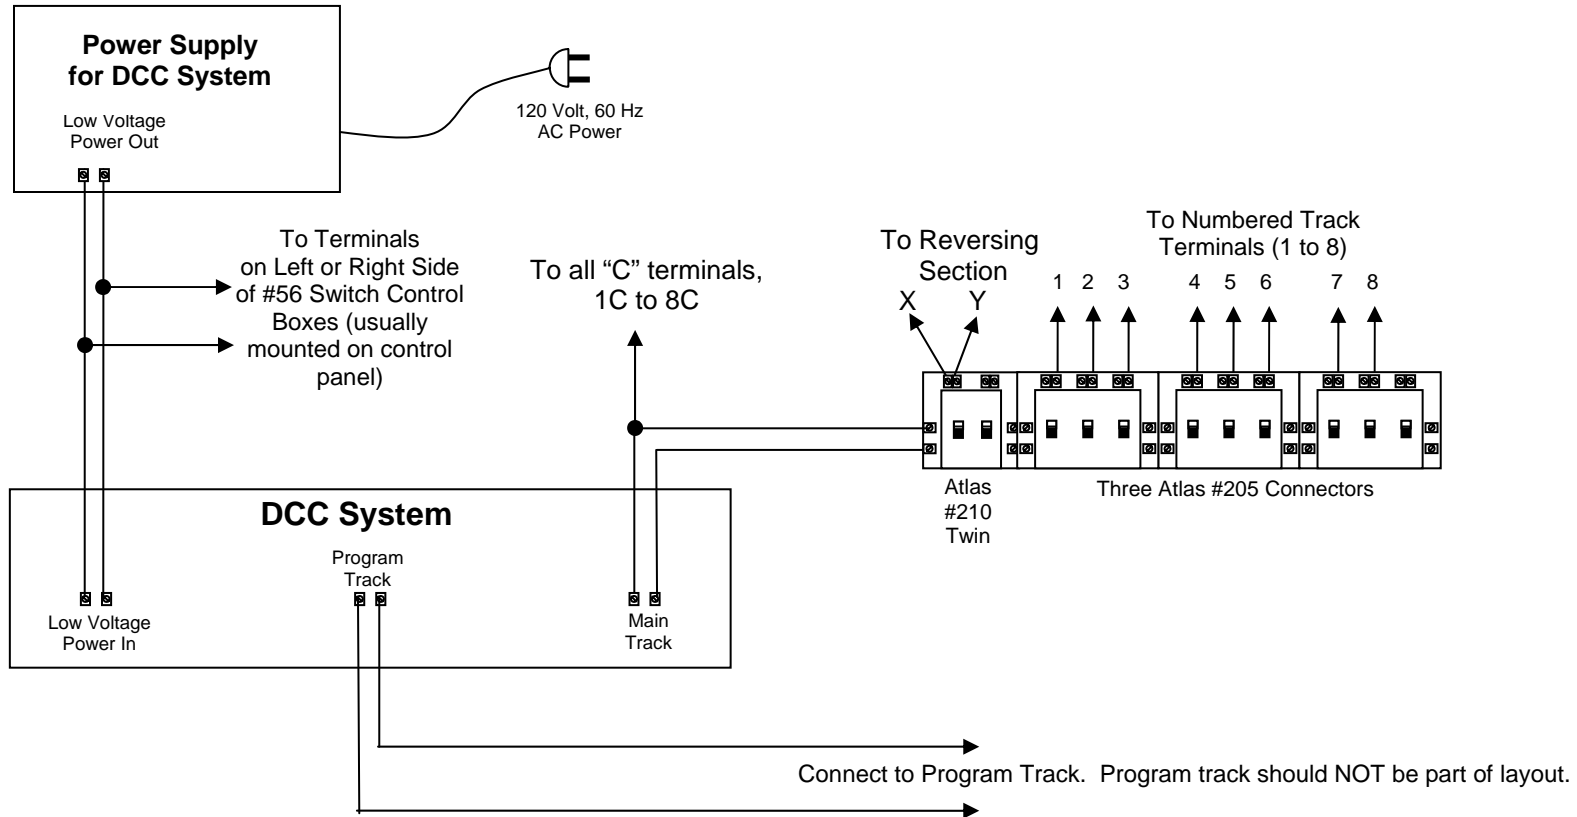 Power Supply
for DCC System
Low Voltage
Power Out
120 Volt, 60 Hz
AC Power
To Terminals
on Left or Right Side
of #56 Switch Control
Boxes (usually
mounted on control
panel)
To all “C” terminals,
1C to 8C
To Reversing
Section
X Y
To Numbered Track
Terminals (1 to 8)
1 2 3 4 5 6 7 8
Atlas
#210
Twin
Three Atlas #205 Connectors
DCC System
Program
Track
Low Voltage
Power In
Main
Track
Connect to Program Track.  Program track should NOT be part of layout.